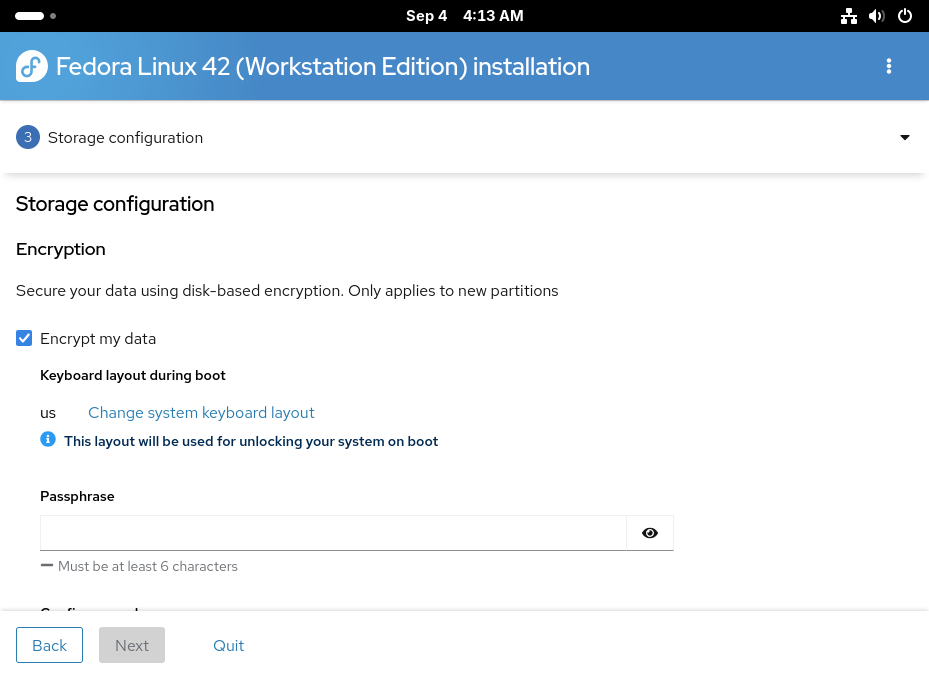 Sep 4 4:13 AM
Fedora Linux 42 (Workstation Edition) installation
3 Storage configuration
Storage configuration
Encryption
Secure your data using disk-based encryption. Only applies to new partitions
Encrypt my data
Keyboard layout during boot
us Change system keyboard layout
This layout will be used for unlocking your system on boot
Passphrase
Must be at least 6 characters
Back Next Quit